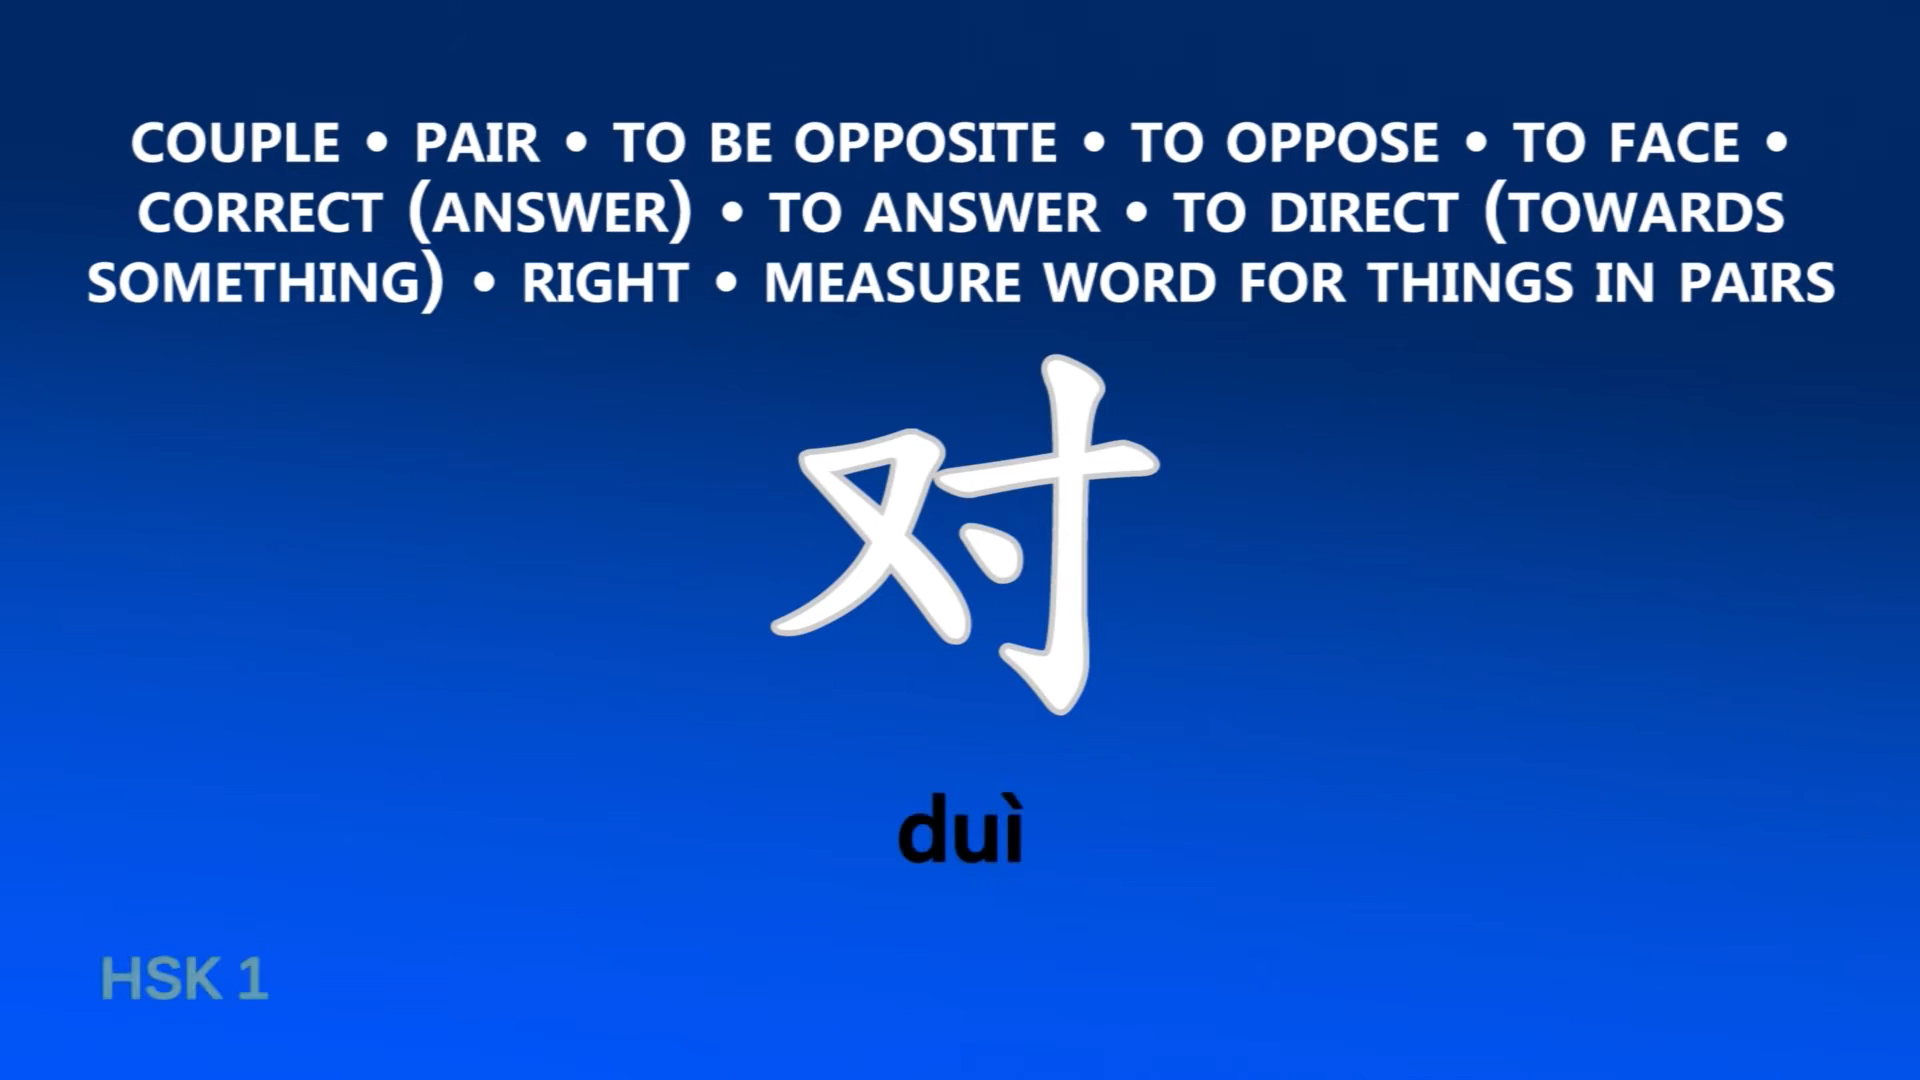 COUPLE • PAIR • TO BE OPPOSITE • TO OPPOSE • TO FACE •
CORRECT (ANSWER) • TO ANSWER • TO DIRECT (TOWARDS
SOMETHING) • RIGHT • MEASURE WORD FOR THINGS IN PAIRS
对
duì
HSK 1